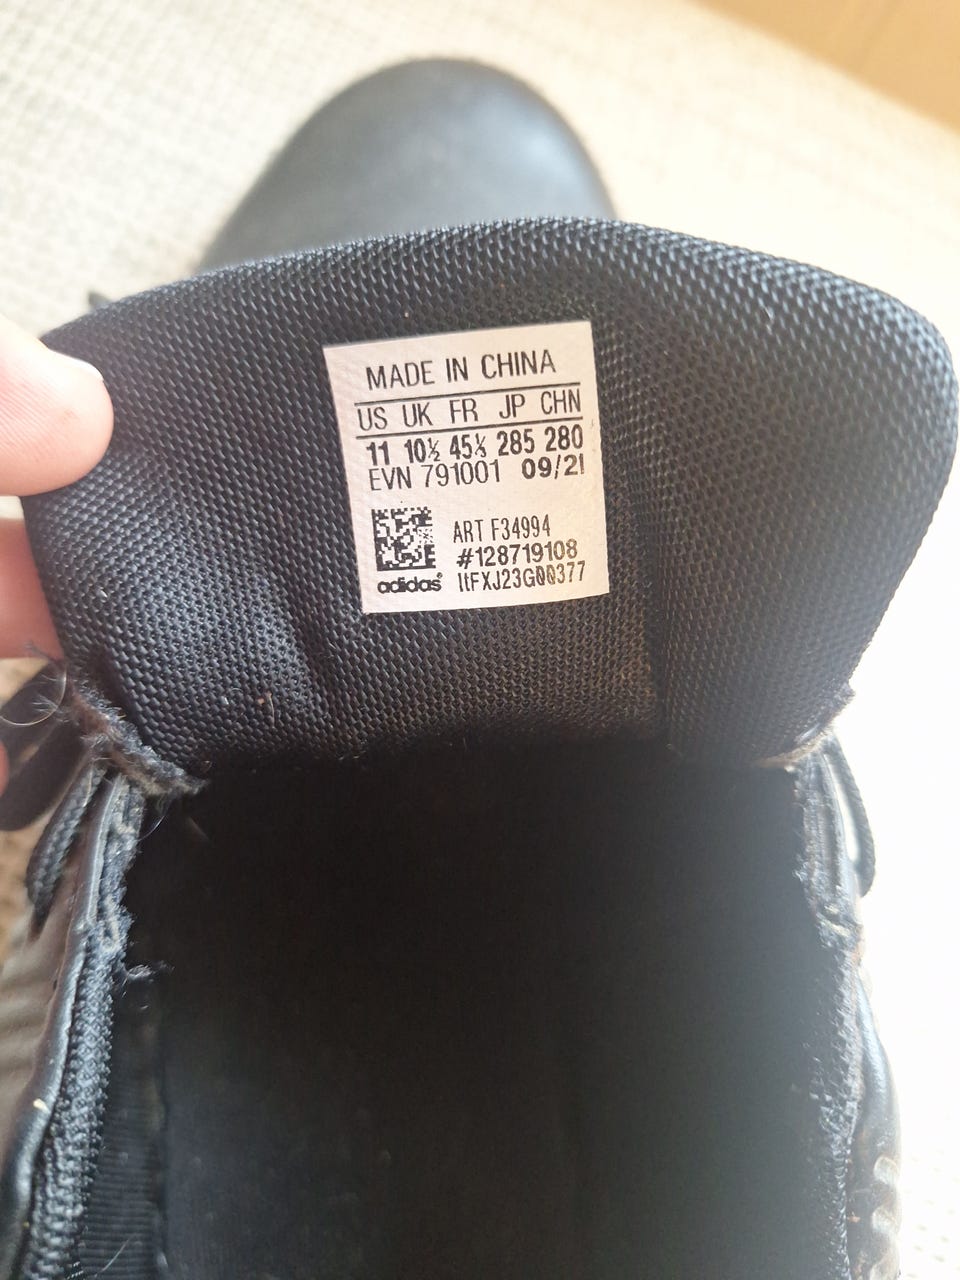 MADE IN CHINA
US UK FR JP CHN
11 10½ 45⅓ 285 280
EVN 791001 09/21
ART F34994
#128719108
adidas® ltFXJ23G00377